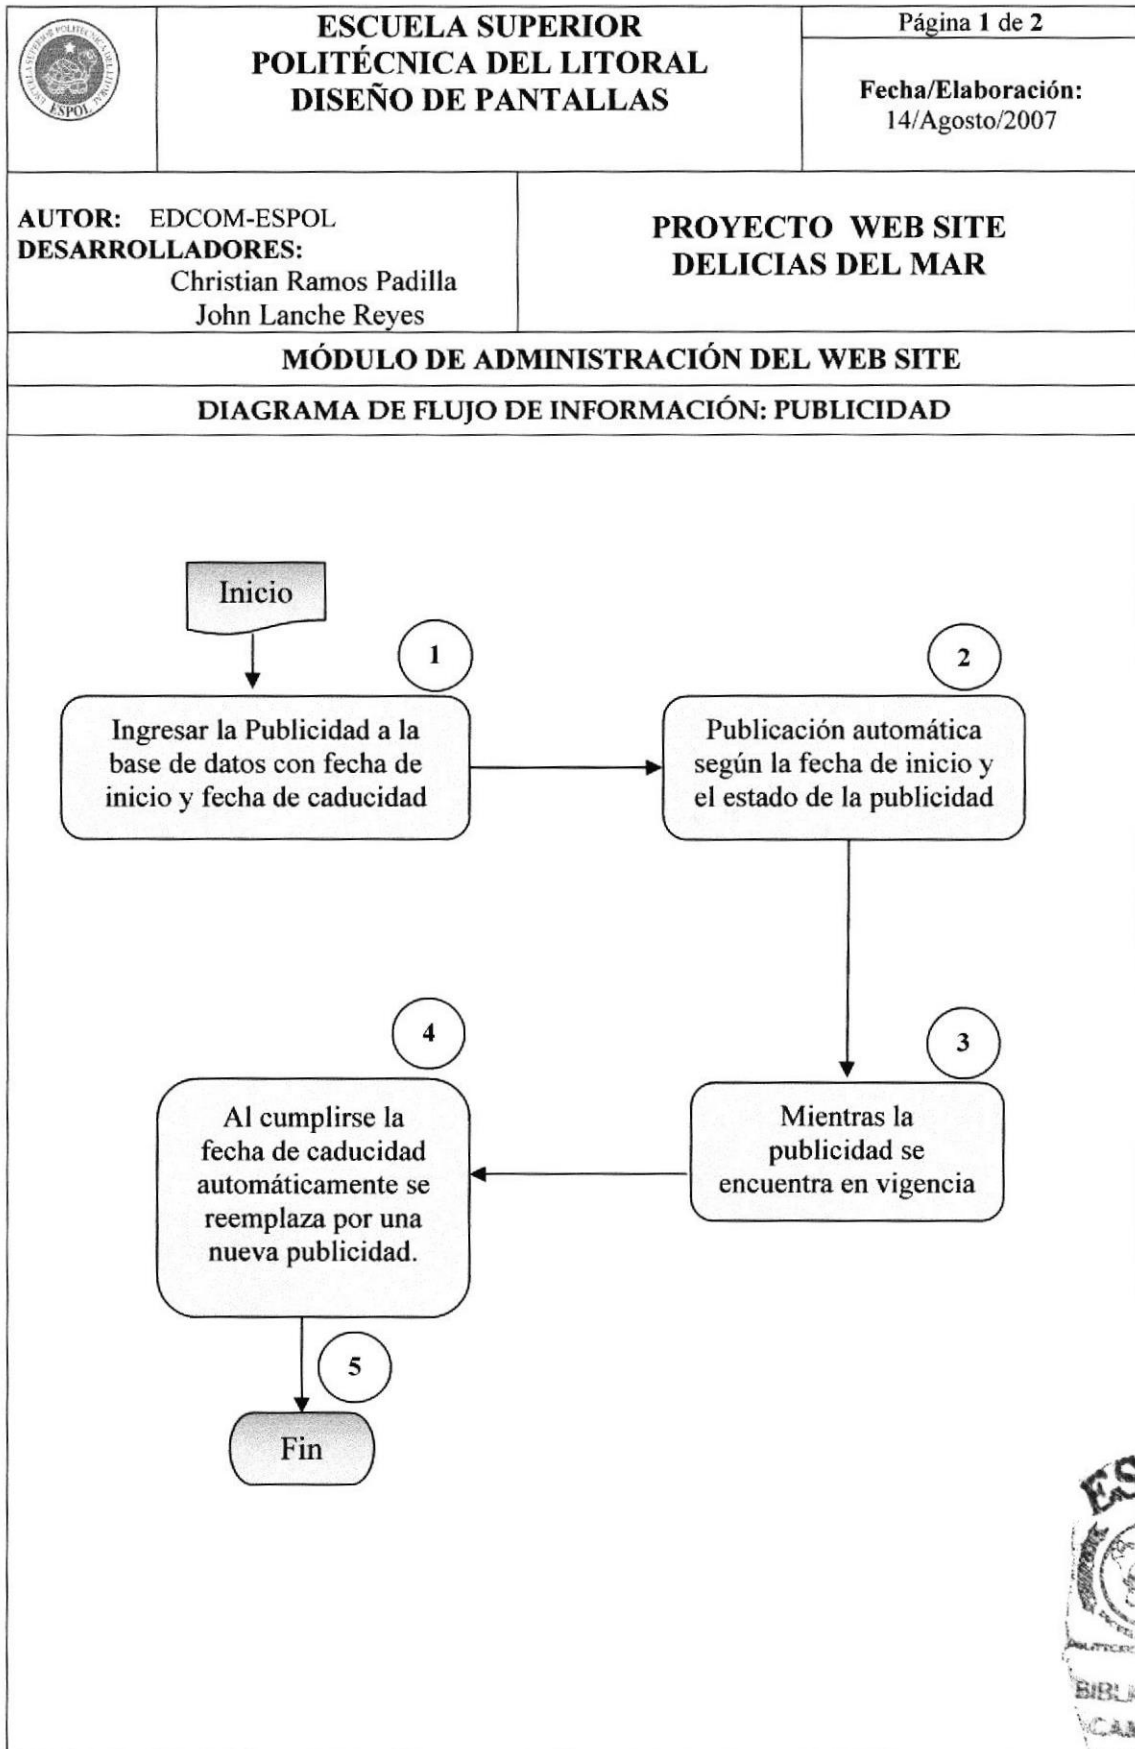 ESCUELA SUPERIOR
POLITÉCNICA DEL LITORAL
DISEÑO DE PANTALLAS
Página 1 de 2
Fecha/Elaboración:
14/Agosto/2007
ESPOL
AUTOR: EDCOM-ESPOL
DESARROLLADORES:
Christian Ramos Padilla
John Lanche Reyes
PROYECTO WEB SITE
DELICIAS DEL MAR
MÓDULO DE ADMINISTRACIÓN DEL WEB SITE
DIAGRAMA DE FLUJO DE INFORMACIÓN: PUBLICIDAD
Inicio
1
Ingresar la Publicidad a la
base de datos con fecha de
inicio y fecha de caducidad
2
Publicación automática
según la fecha de inicio y
el estado de la publicidad
3
Mientras la
publicidad se
encuentra en vigencia
4
Al cumplirse la
fecha de caducidad
automáticamente se
reemplaza por una
nueva publicidad.
5
Fin